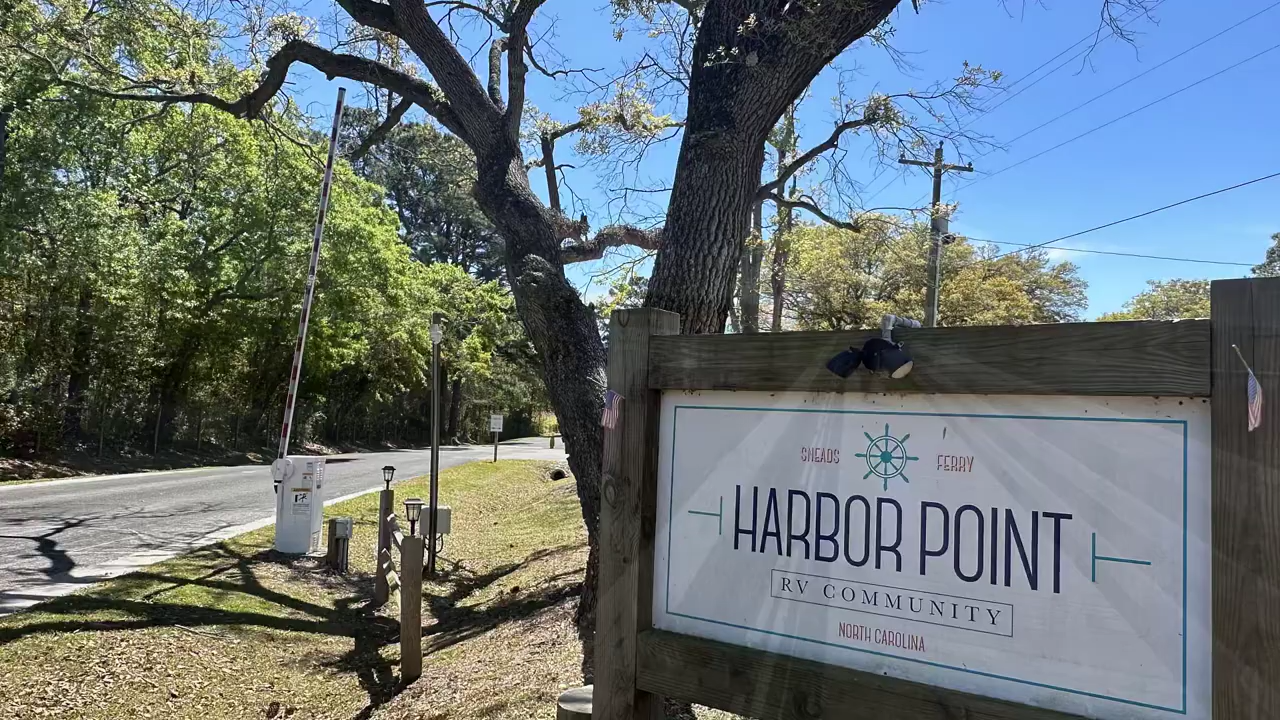 SNEADS FERRY
HARBOR POINT
RV COMMUNITY
NORTH CAROLINA